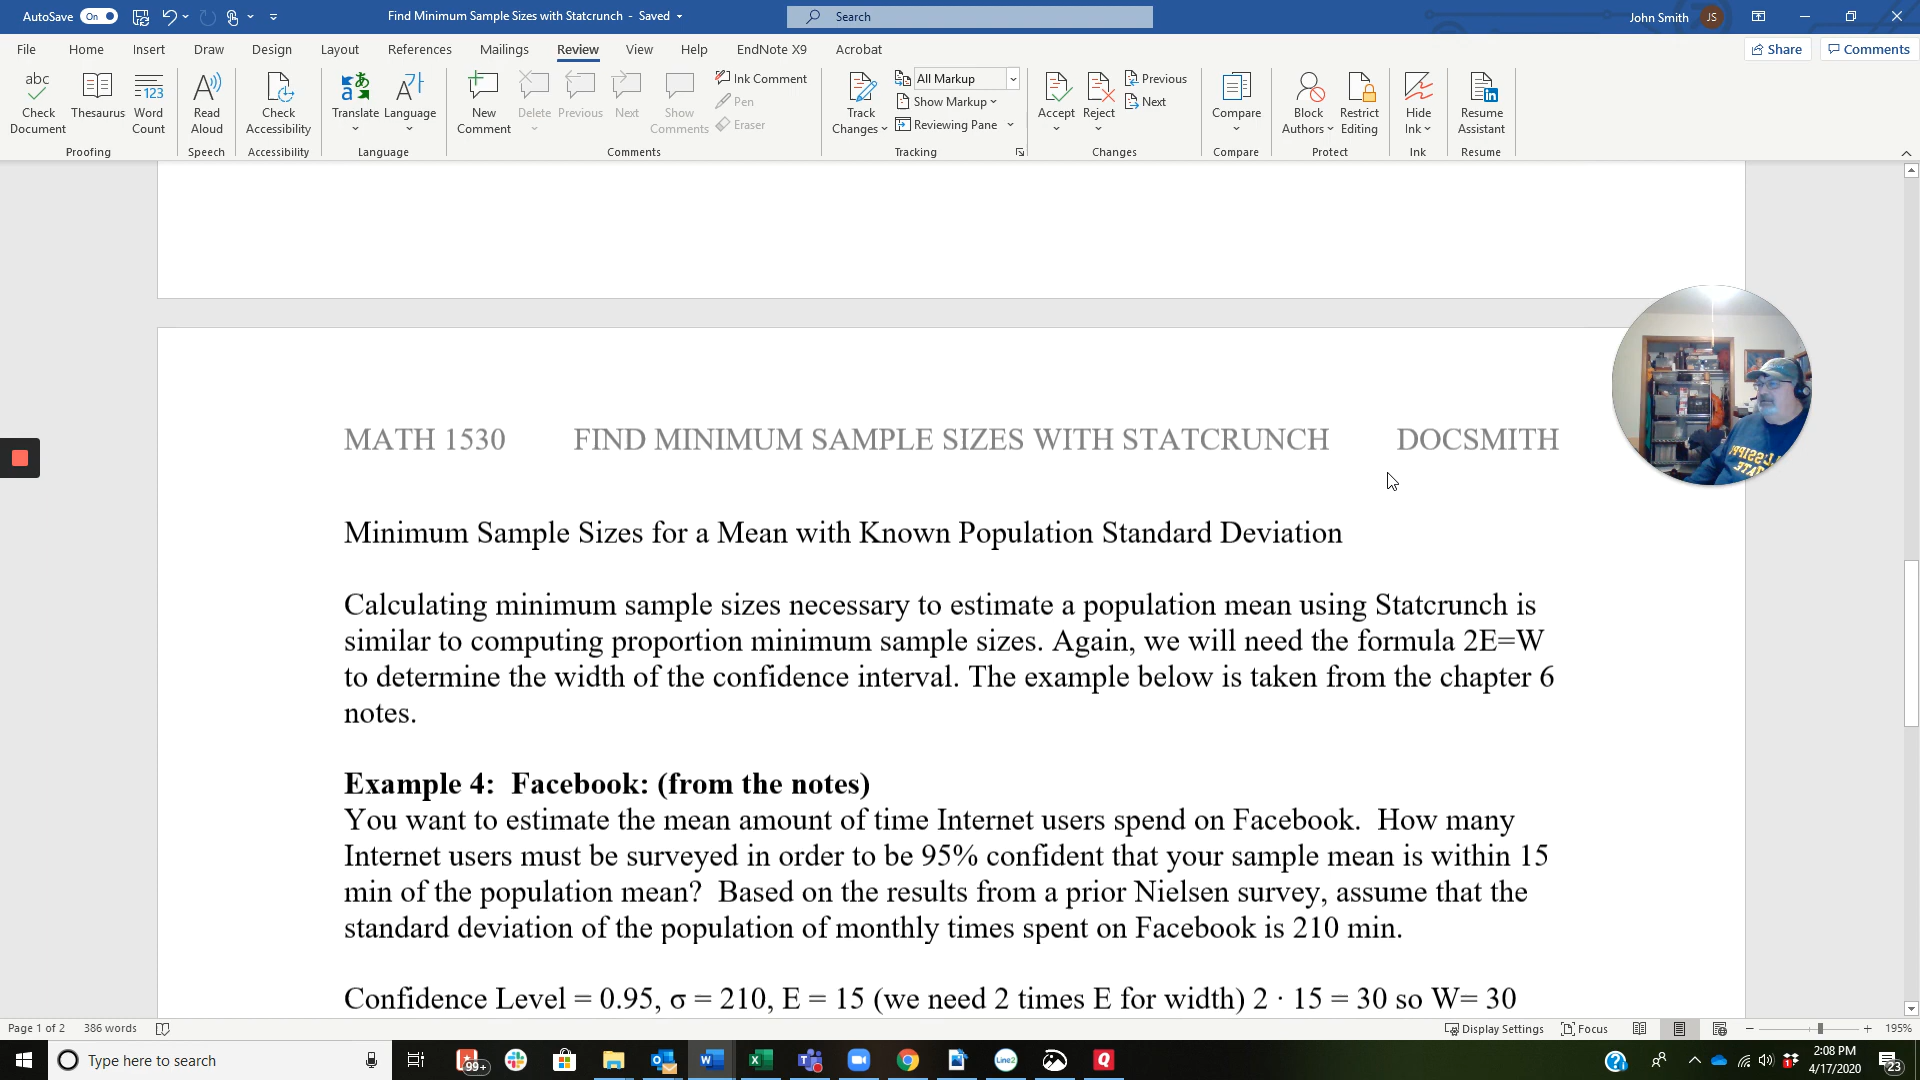 AutoSave On Find Minimum Sample Sizes with Statcrunch - Saved Search John Smith JS
File Home Insert Draw Design Layout References Mailings Review View Help EndNote X9 Acrobat Share Comments
Check Document
Thesaurus
Word Count
Proofing
Read Aloud
Speech
Check Accessibility
Accessibility
Translate
Language
Language
New Comment
Delete
Previous
Next
Show Comments
Ink Comment
Pen
Eraser
Comments
Track Changes
All Markup
Show Markup
Reviewing Pane
Tracking
Accept
Reject
Previous
Next
Changes
Compare
Compare
Block Authors
Restrict Editing
Protect
Hide Ink
Ink
Resume Assistant
Resume
MATH 1530 FIND MINIMUM SAMPLE SIZES WITH STATCRUNCH DOCSMITH
Minimum Sample Sizes for a Mean with Known Population Standard Deviation
Calculating minimum sample sizes necessary to estimate a population mean using Statcrunch is
similar to computing proportion minimum sample sizes. Again, we will need the formula 2E=W
to determine the width of the confidence interval. The example below is taken from the chapter 6
notes.
Example 4: Facebook: (from the notes)
You want to estimate the mean amount of time Internet users spend on Facebook. How many
Internet users must be surveyed in order to be 95% confident that your sample mean is within 15
min of the population mean? Based on the results from a prior Nielsen survey, assume that the
standard deviation of the population of monthly times spent on Facebook is 210 min.
Confidence Level = 0.95, σ = 210, E = 15 (we need 2 times E for width) 2 · 15 = 30 so W= 30
Page 1 of 2 386 words Display Settings Focus 195%
Type here to search 99+ Line2 2:08 PM
4/17/2020 23